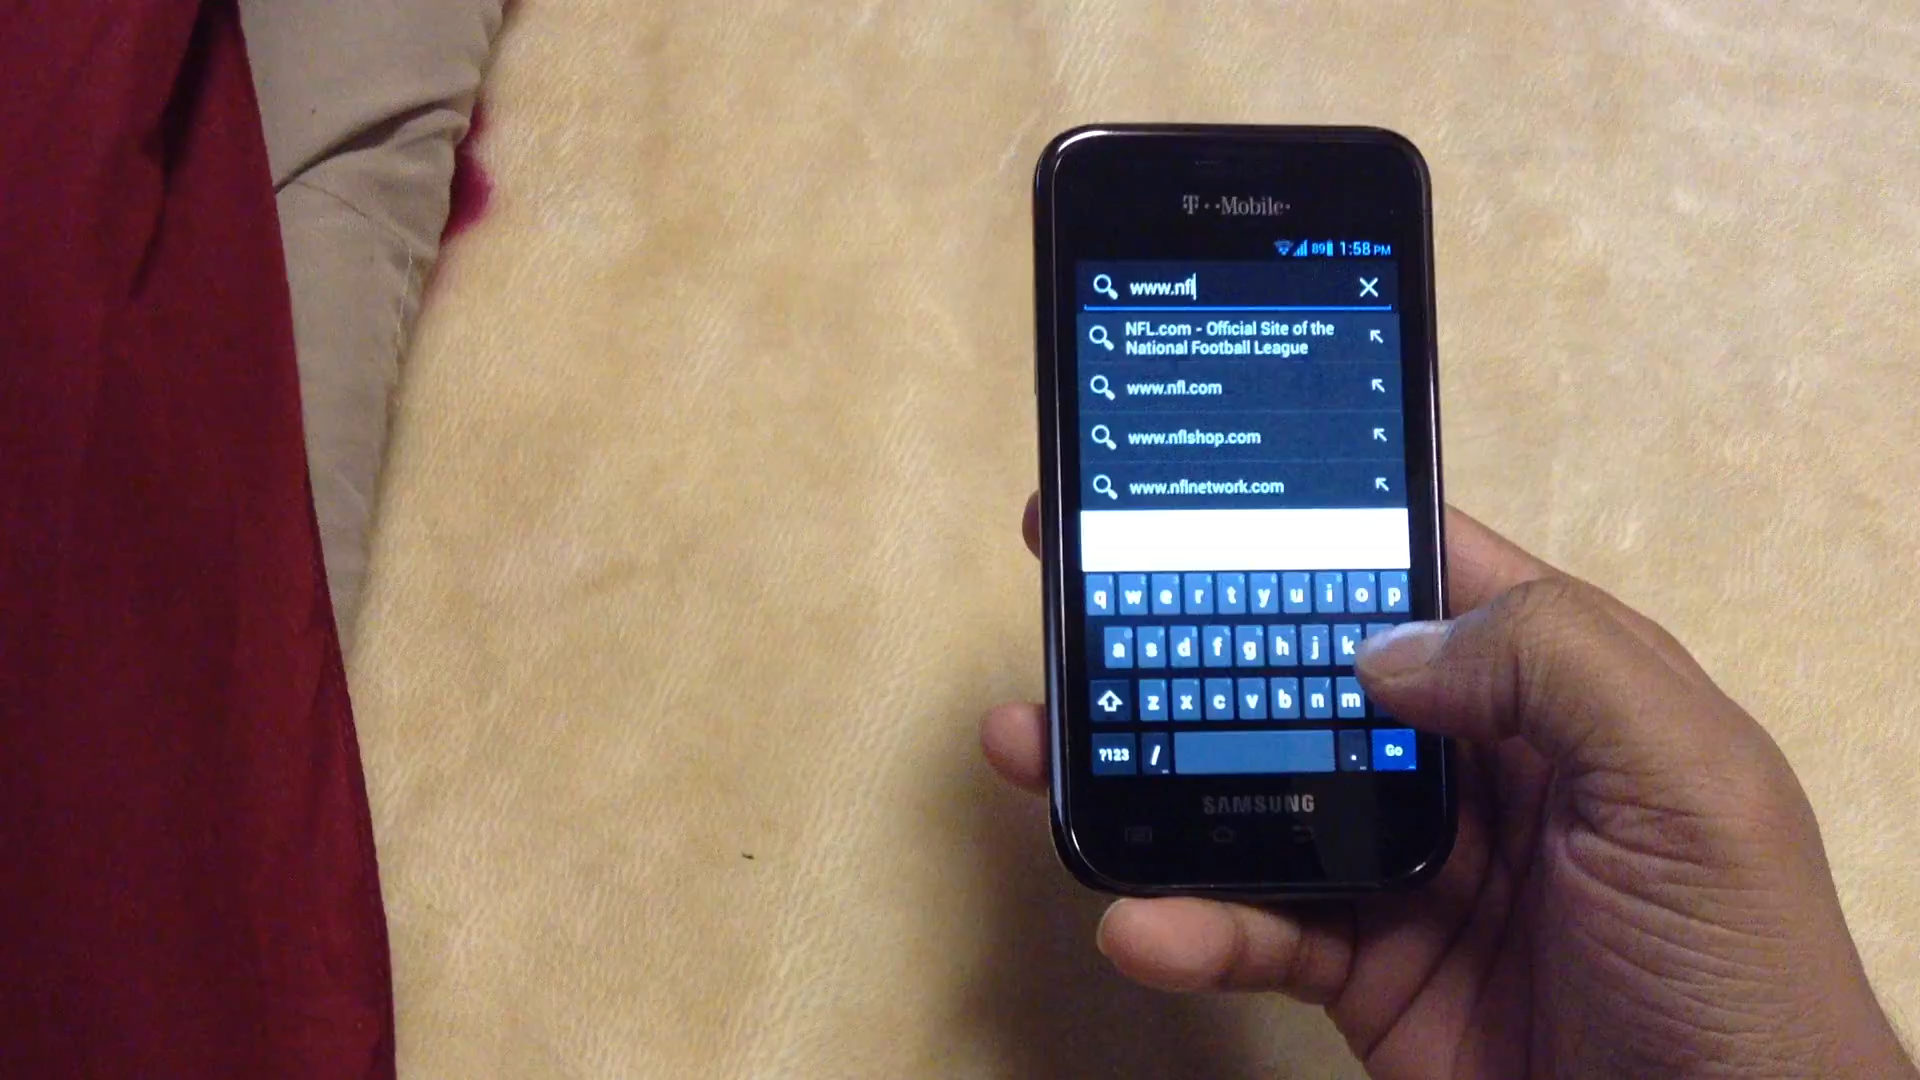 T··Mobile·
89 1:58 PM
www.nfl
NFL.com - Official Site of the
National Football League
www.nfl.com
www.nflshop.com
www.nflnetwork.com
q w e r t y u i o p
a s d f g h j k
z x c v b n m
?123 / . Go
SAMSUNG